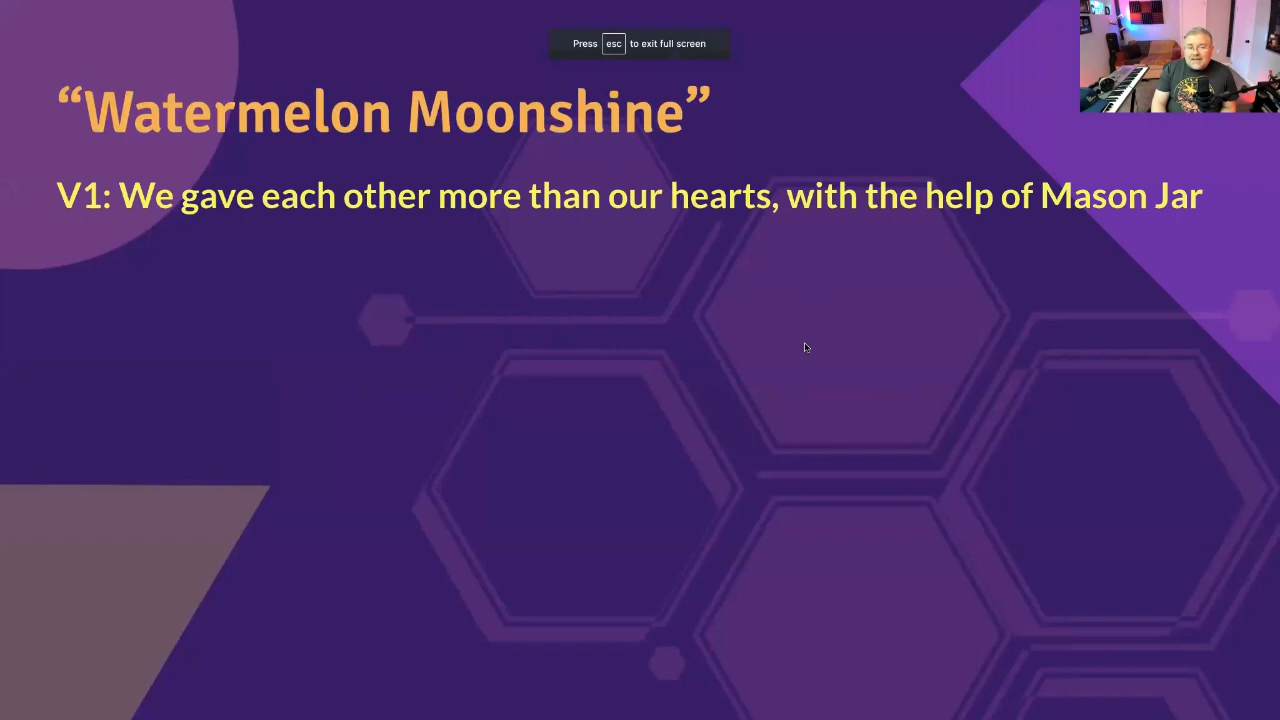 Press esc to exit full screen
“Watermelon Moonshine”
V1: We gave each other more than our hearts, with the help of Mason Jar